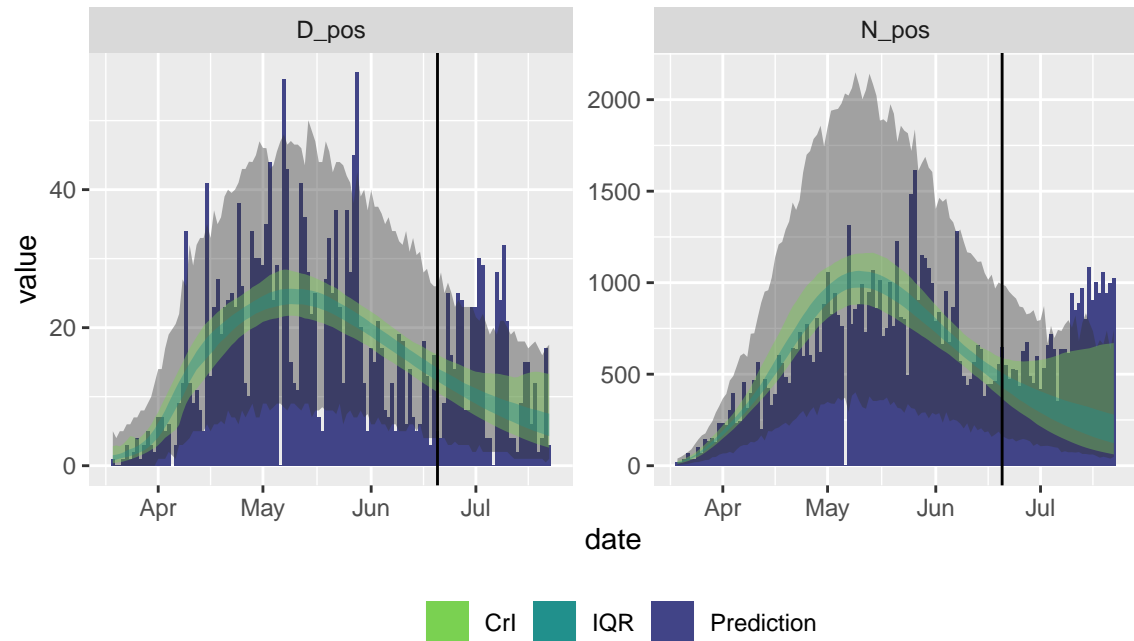 D_pos
N_pos
value
40
20
0
2000
1500
1000
500
0
Apr May Jun Jul
Apr May Jun Jul
date
CrI IQR Prediction